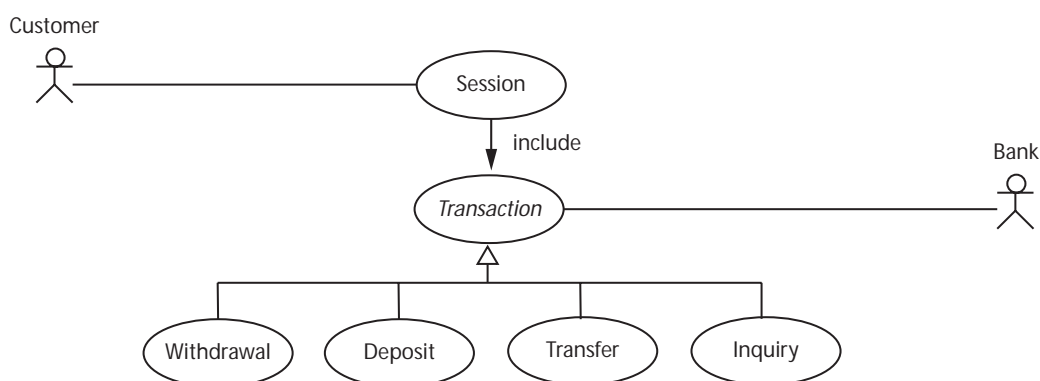 Customer
Session
include
Bank
Transaction
Withdrawal
Deposit
Transfer
Inquiry